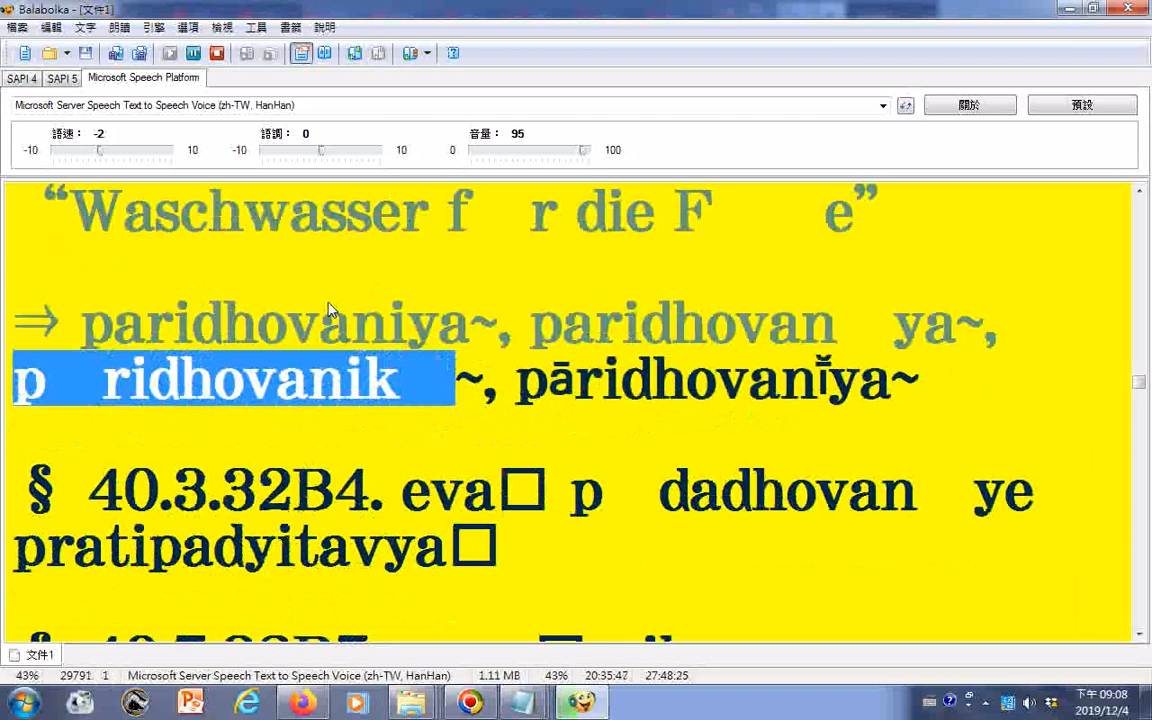 Balabolka - [文件1]
檔案 編輯 文字 朗讀 引擎 選項 檢視 工具 書籤 說明
SAPI 4 SAPI 5 Microsoft Speech Platform
Microsoft Server Speech Text to Speech Voice (zh-TW, HanHan) 關於 預設
語速： -2 語調： 0 音量： 95
-10 10 -10 10 0 100
“Waschwasser f r die F e”
⇒ paridhovaniya~, paridhovan ya~,
p ridhovanik ~, pāridhovanī̆ya~
§ 40.3.32B4. eva□ p dadhovan ye
pratipadyitavya□
文件1
43% 29791 1 Microsoft Server Speech Text to Speech Voice (zh-TW, HanHan) 1.11 MB 43% 20:35:47 27:48:25
下午 09:08
2019/12/4